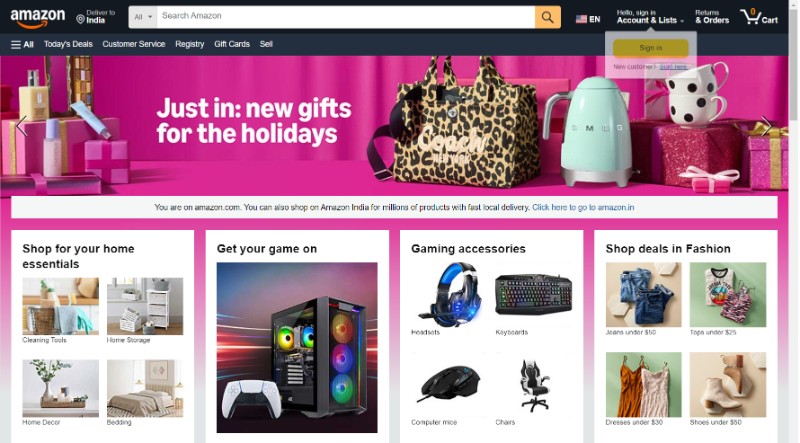 amazon
Deliver to
India
All
Search Amazon
EN
Hello, sign in
Account & Lists
Returns
& Orders
0
Cart
All
Today's Deals
Customer Service
Registry
Gift Cards
Sell
Sign in
New customer? Start here.
Just in: new gifts
for the holidays
Coach
NEW YORK
SMEG
You are on amazon.com. You can also shop on Amazon India for millions of products with fast local delivery. Click here to go to amazon.in
Shop for your home
essentials
Cleaning Tools
Home Storage
Home Decor
Bedding
Get your game on
Gaming accessories
Headsets
Keyboards
Computer mice
Chairs
Shop deals in Fashion
Jeans under $50
Tops under $25
Dresses under $30
Shoes under $50